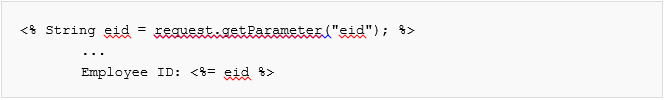 <% String eid = request.getParameter("eid"); %>
...
Employee ID: <%= eid %>